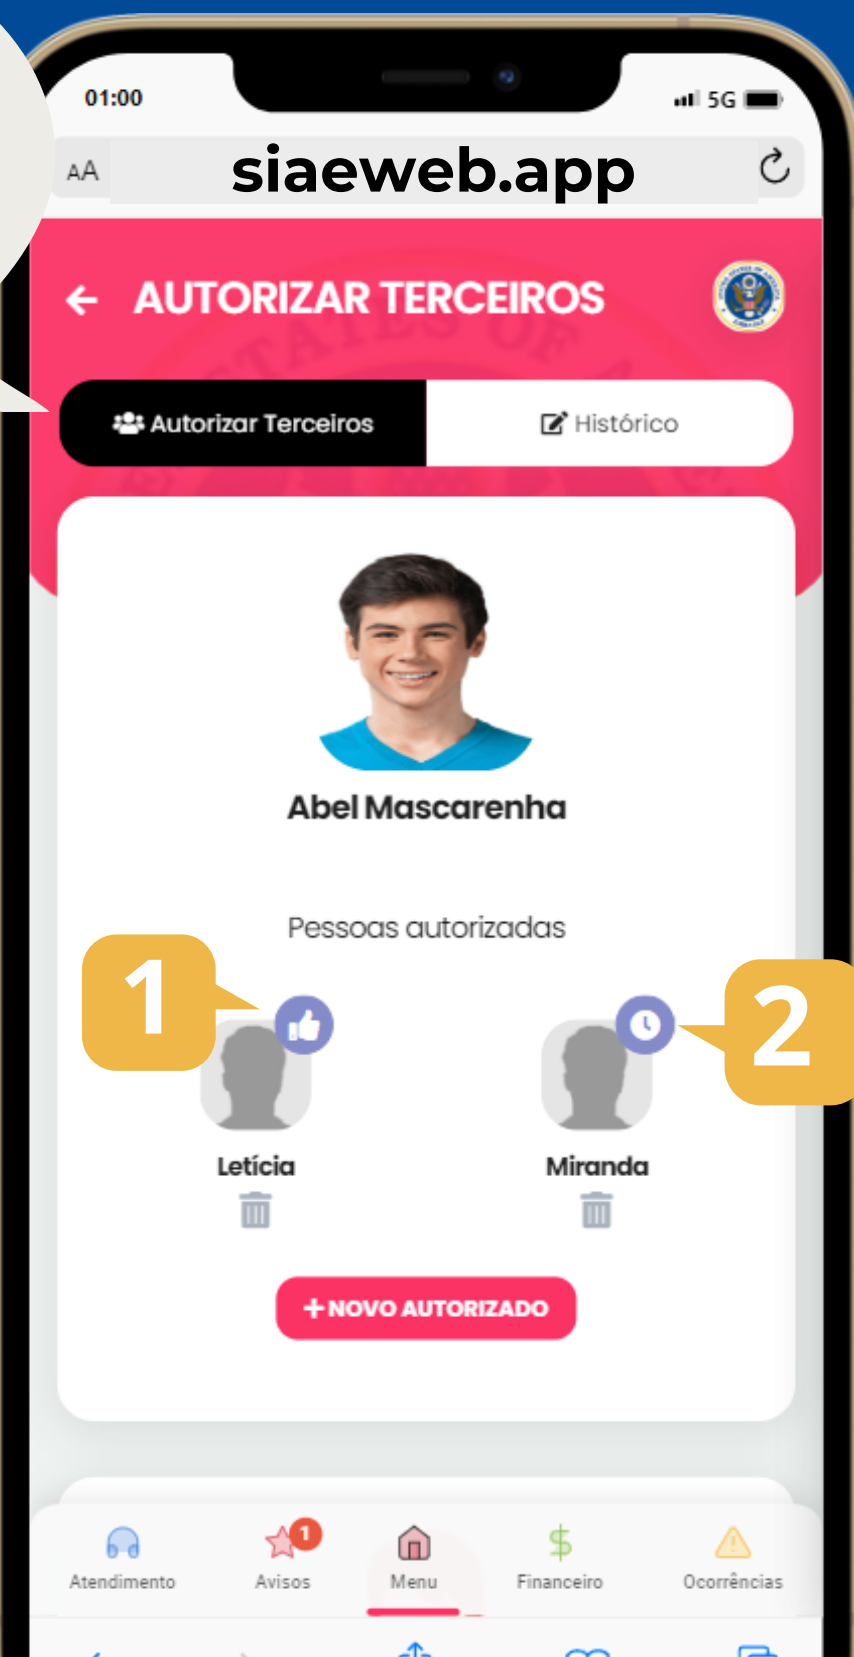 01:00
5G
AA
siaeweb.app
AUTORIZAR TERCEIROS
Autorizar Terceiros
Histórico
Abel Mascarenha
Pessoas autorizadas
1
2
Letícia
Miranda
+ NOVO AUTORIZADO
1
Atendimento
Avisos
Menu
Financeiro
Ocorrências